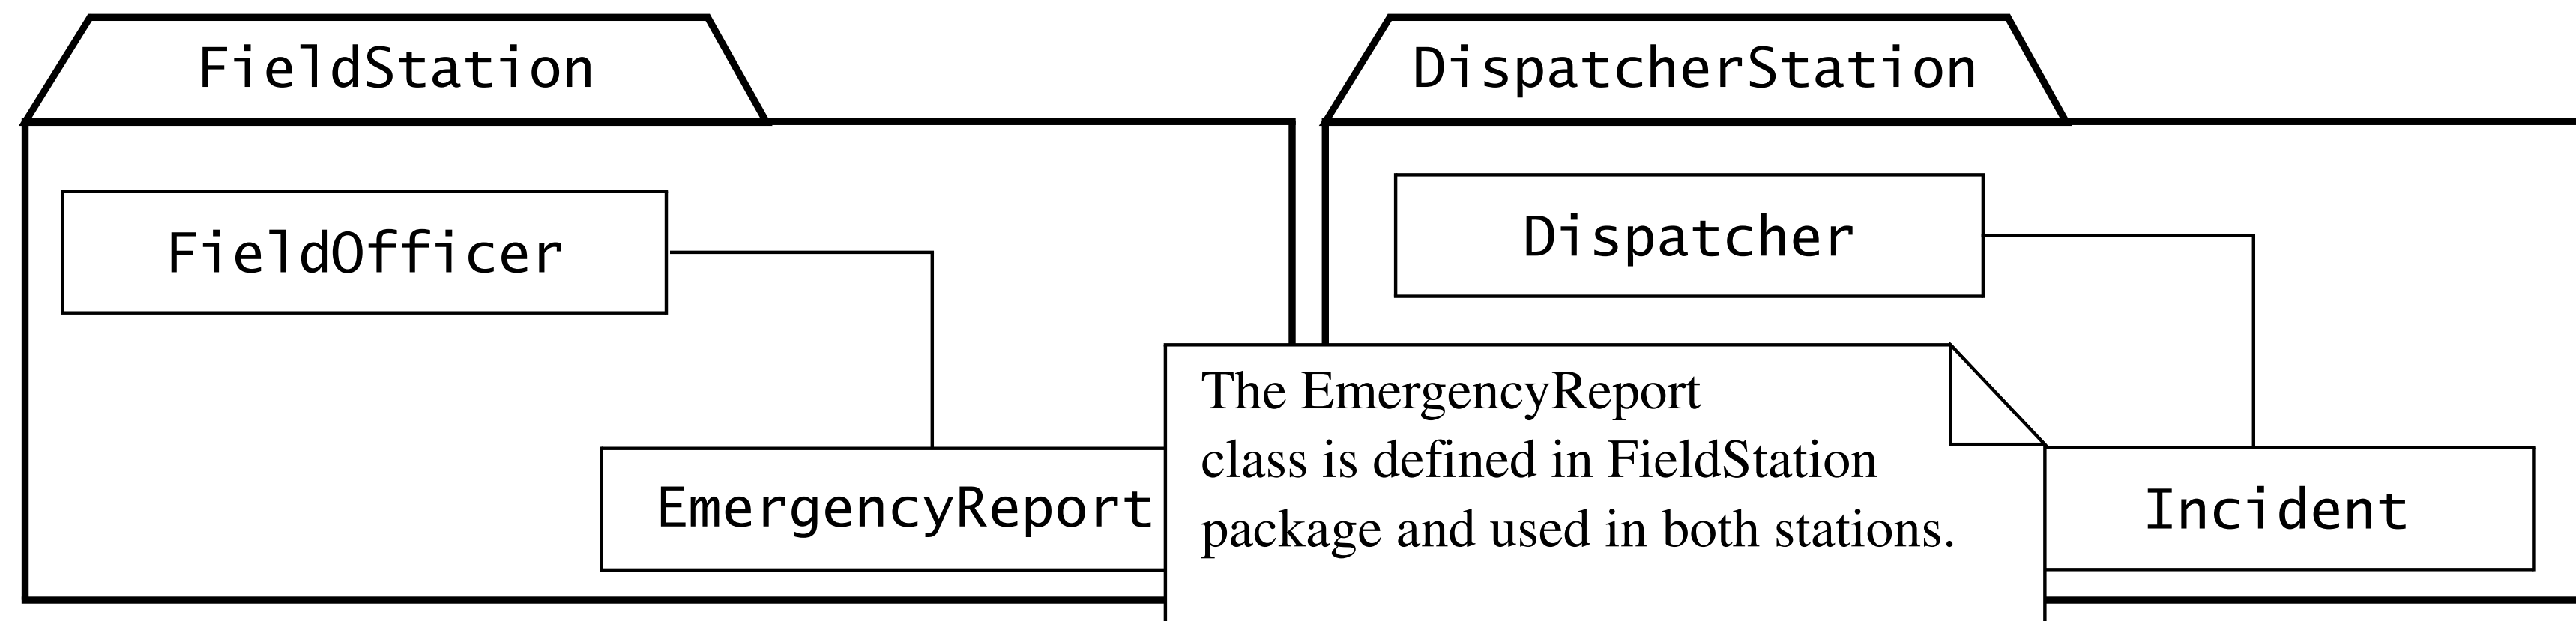 FieldStation
DispatcherStation
FieldOfficer
Dispatcher
The EmergencyReport
class is defined in FieldStation
package and used in both stations.
EmergencyReport
Incident